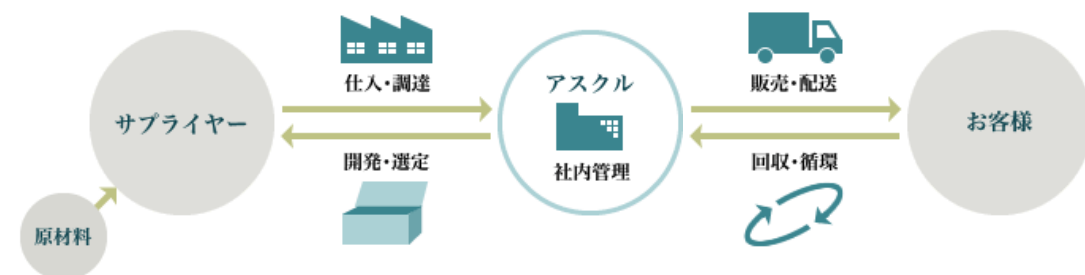 原材料
サプライヤー
仕入・調達
開発・選定
アスクル
社内管理
販売・配送
回収・循環
お客様